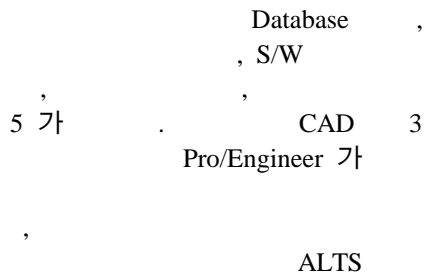 Database ,
, S/W
, ,
5 가 . CAD 3
Pro/Engineer 가
,
ALTS